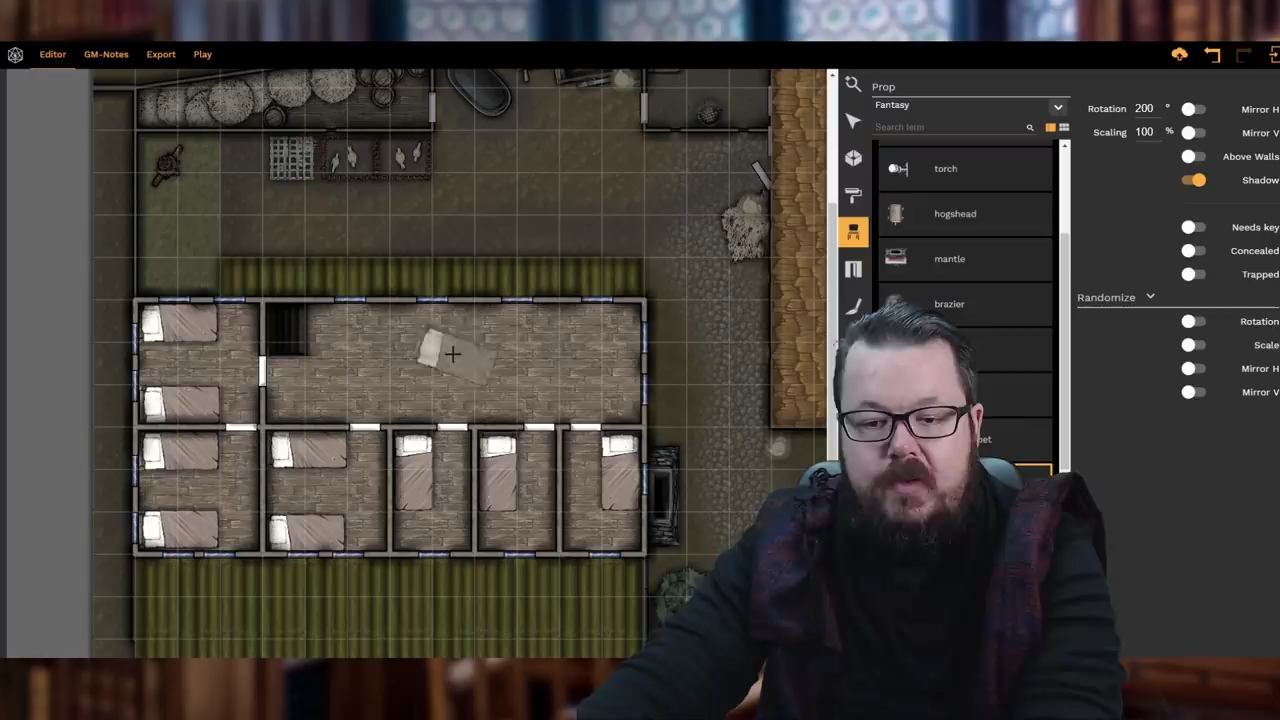 Editor GM-Notes Export Play
Prop
Fantasy
Search term
torch
hogshead
mantle
brazier
Rotation 200 °
Scaling 100 %
Mirror H
Mirror V
Above Walls
Shadow
Needs key
Concealed
Trapped
Randomize
Rotation
Scale
Mirror H
Mirror V